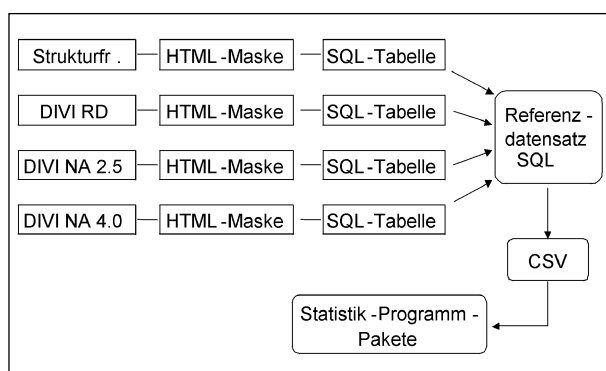 Strukturfr . HTML -Maske SQL -Tabelle
DIVI RD HTML -Maske SQL -Tabelle
DIVI NA 2.5 HTML -Maske SQL -Tabelle
DIVI NA 4.0 HTML -Maske SQL -Tabelle
Referenz -
datensatz
SQL
CSV
Statistik -Programm -
Pakete